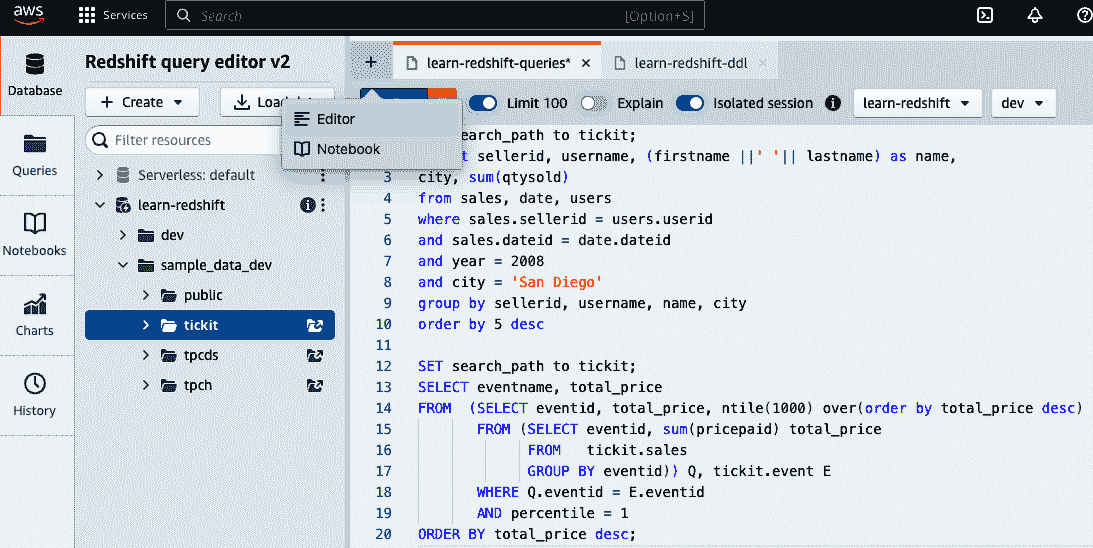 aws
Services
Search
[Option+S]
Redshift query editor v2
Database
Queries
Notebooks
Charts
History
+ Create
Load
Filter resources
Serverless: default
learn-redshift
dev
sample_data_dev
public
tickit
tpcds
tpch
Editor
Notebook
+
learn-redshift-queries*
learn-redshift-ddl
Limit 100
Explain
Isolated session
learn-redshift
dev
search_path to tickit;
sellerid, username, (firstname ||' '|| lastname) as name,
3 city, sum(qtysold)
4 from sales, date, users
5 where sales.sellerid = users.userid
6 and sales.dateid = date.dateid
7 and year = 2008
8 and city = 'San Diego'
9 group by sellerid, username, name, city
10 order by 5 desc
11
12 SET search_path to tickit;
13 SELECT eventname, total_price
14 FROM (SELECT eventid, total_price, ntile(1000) over(order by total_price desc)
15 FROM (SELECT eventid, sum(pricepaid) total_price
16 FROM tickit.sales
17 GROUP BY eventid)) Q, tickit.event E
18 WHERE Q.eventid = E.eventid
19 AND percentile = 1
20 ORDER BY total_price desc;